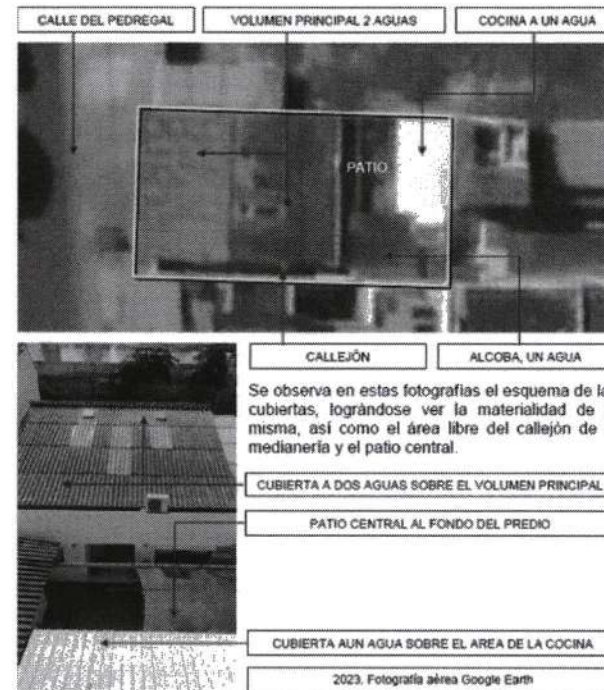 CALLE DEL PEDREGAL
VOLUMEN PRINCIPAL 2 AGUAS
COCINA A UN AGUA
PATIO
CALLEJÓN
ALCOBA, UN AGUA
Se observa en estas fotografías el esquema de la
cubiertas, lográndose ver la materialidad de
misma, así como el área libre del callejón de
medianería y el patio central.
CUBIERTA A DOS AGUAS SOBRE EL VOLUMEN PRINCIPAL
PATIO CENTRAL AL FONDO DEL PREDIO
CUBIERTA AUN AGUA SOBRE EL AREA DE LA COCINA
2023. Fotografía aérea Google Earth